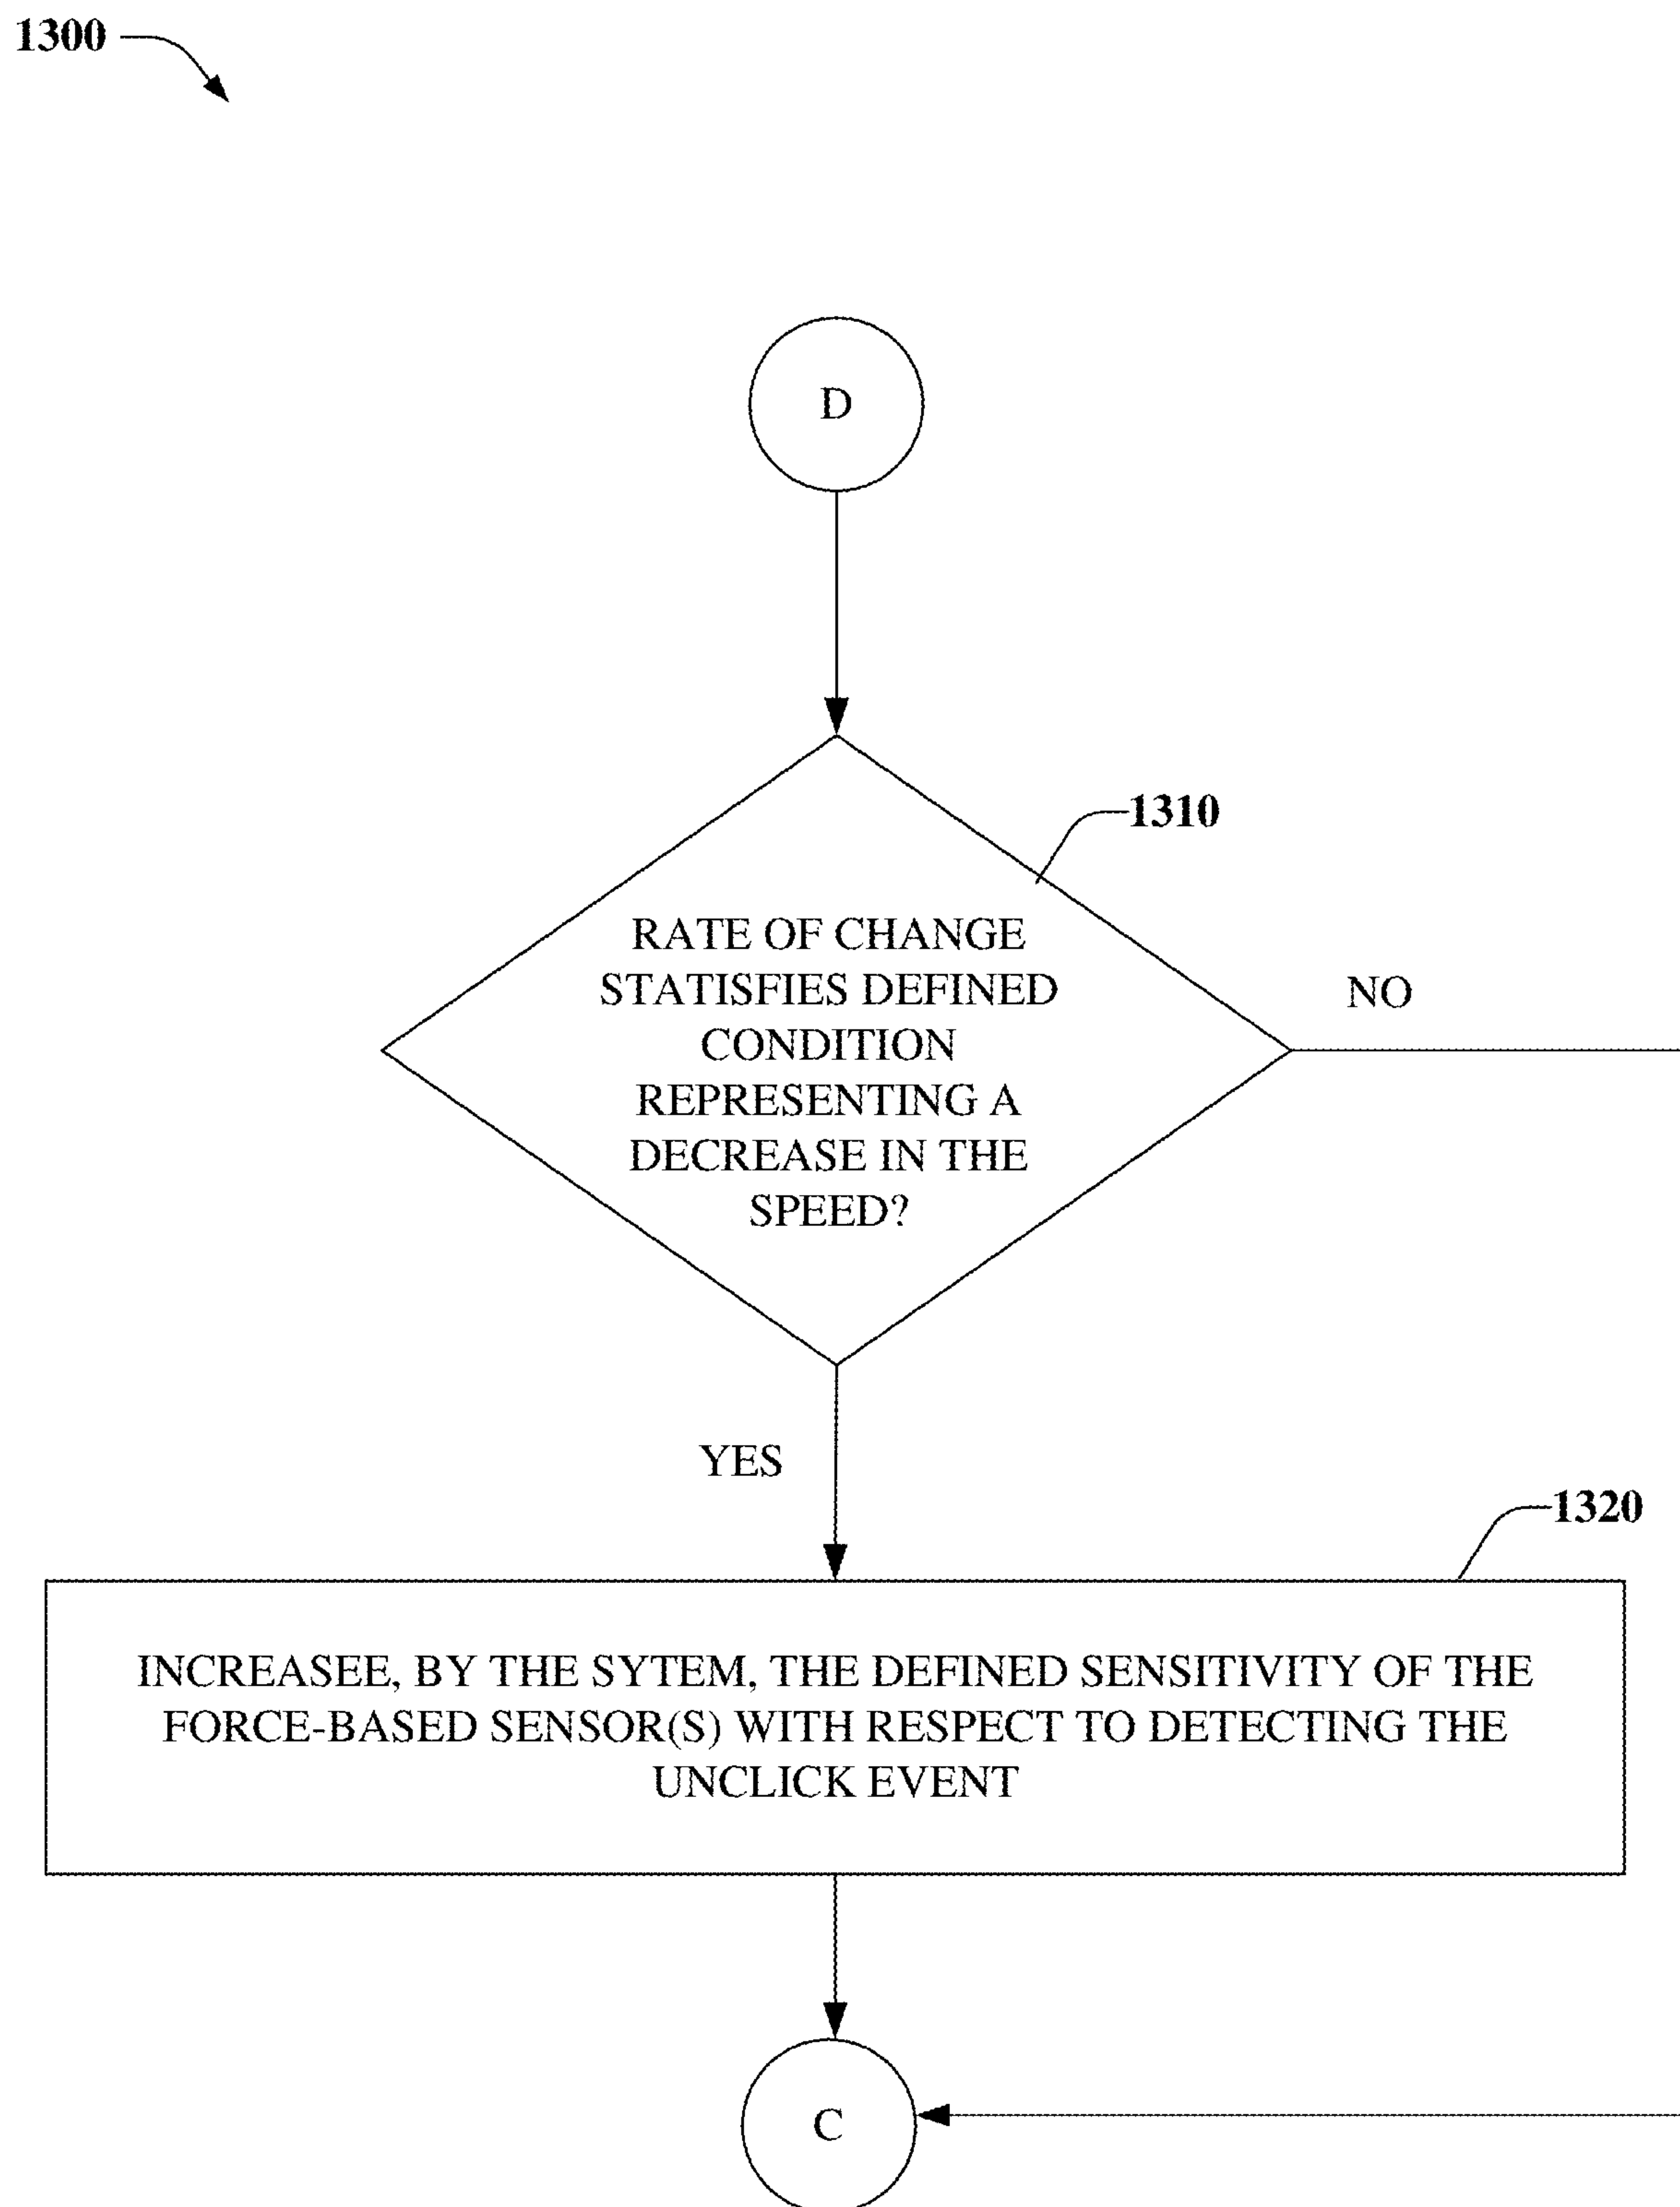 1300
D
1310
RATE OF CHANGE
STATISFIES DEFINED
CONDITION
REPRESENTING A
DECREASE IN THE
SPEED?
NO
YES
1320
INCREASEE, BY THE SYTEM, THE DEFINED SENSITIVITY OF THE
FORCE-BASED SENSOR(S) WITH RESPECT TO DETECTING THE
UNCLICK EVENT
C